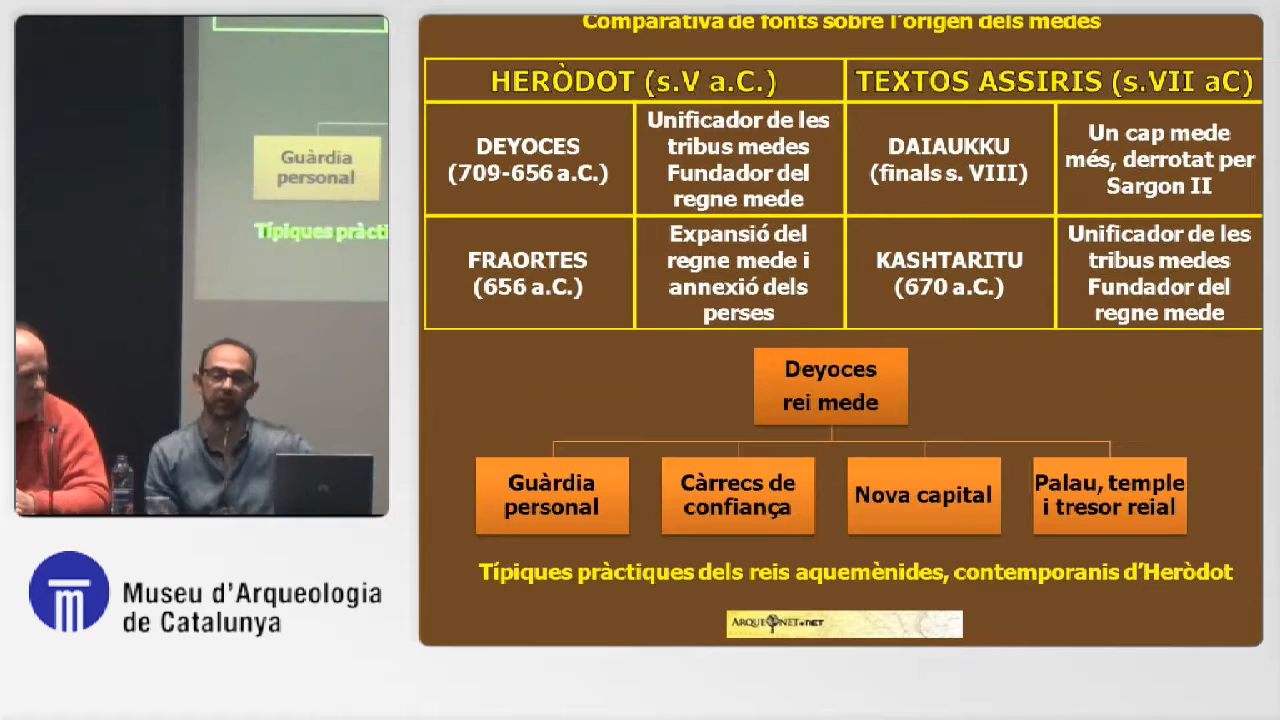 Comparativa de fonts sobre l'origen dels medes
HERÒDOT (s.V a.C.)
TEXTOS ASSIRIS (s.VII aC)
DEYOCES
(709-656 a.C.)
Unificador de les
tribus medes
Fundador del
regne mede
DAIAUKKU
(finals s. VIII)
Un cap mede
més, derrotat per
Sargon II
FRAORTES
(656 a.C.)
Expansió del
regne mede i
annexió dels
perses
KASHTARITU
(670 a.C.)
Unificador de les
tribus medes
Fundador del
regne mede
Deyoces
rei mede
Guàrdia
personal
Càrrecs de
confiança
Nova capital
Palau, temple
i tresor reial
Típiques pràctiques dels reis aquemènides, contemporanis d'Heròdot
ARQUEONET.NET
Guàrdia
personal
Típiques pràcti
Museu d'Arqueologia
de Catalunya